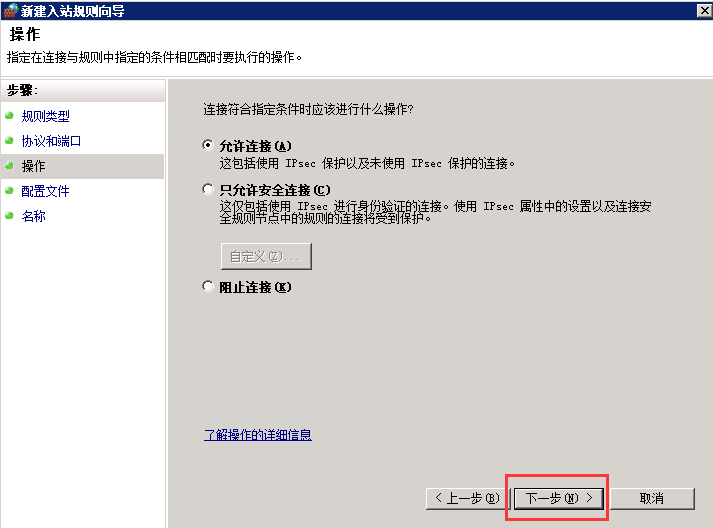 新建入站规则向导
操作
指定在连接与规则中指定的条件相匹配时要执行的操作。
步骤:
规则类型
协议和端口
操作
配置文件
名称
连接符合指定条件时应该进行什么操作?
允许连接(A)
这包括使用 IPsec 保护以及未使用 IPsec 保护的连接。
只允许安全连接(C)
这仅包括使用 IPsec 进行身份验证的连接。使用 IPsec 属性中的设置以及连接安
全规则节点中的规则的连接将受到保护。
自定义(Z)...
阻止连接(K)
了解操作的详细信息
< 上一步(B)
下一步(N) >
取消